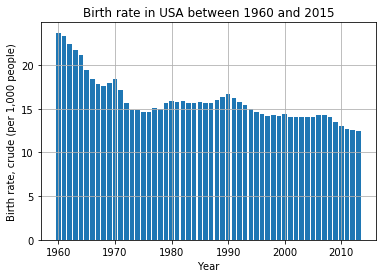 Birth rate in USA between 1960 and 2015
Birth rate, crude (per 1,000 people)
20
15
10
5
0
1960 1970 1980 1990 2000 2010
Year